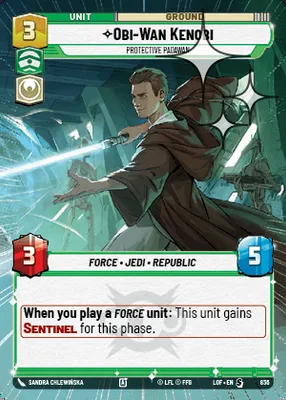 UNIT
GROUND
3
✧OBI-WAN KENOBI
PROTECTIVE PADAWAN
3
FORCE • JEDI • REPUBLIC
5
When you play a FORCE unit: This unit gains
SENTINEL for this phase.
SANDRA CHLEWIŃSKA
© LFL © FFG
LOF • EN